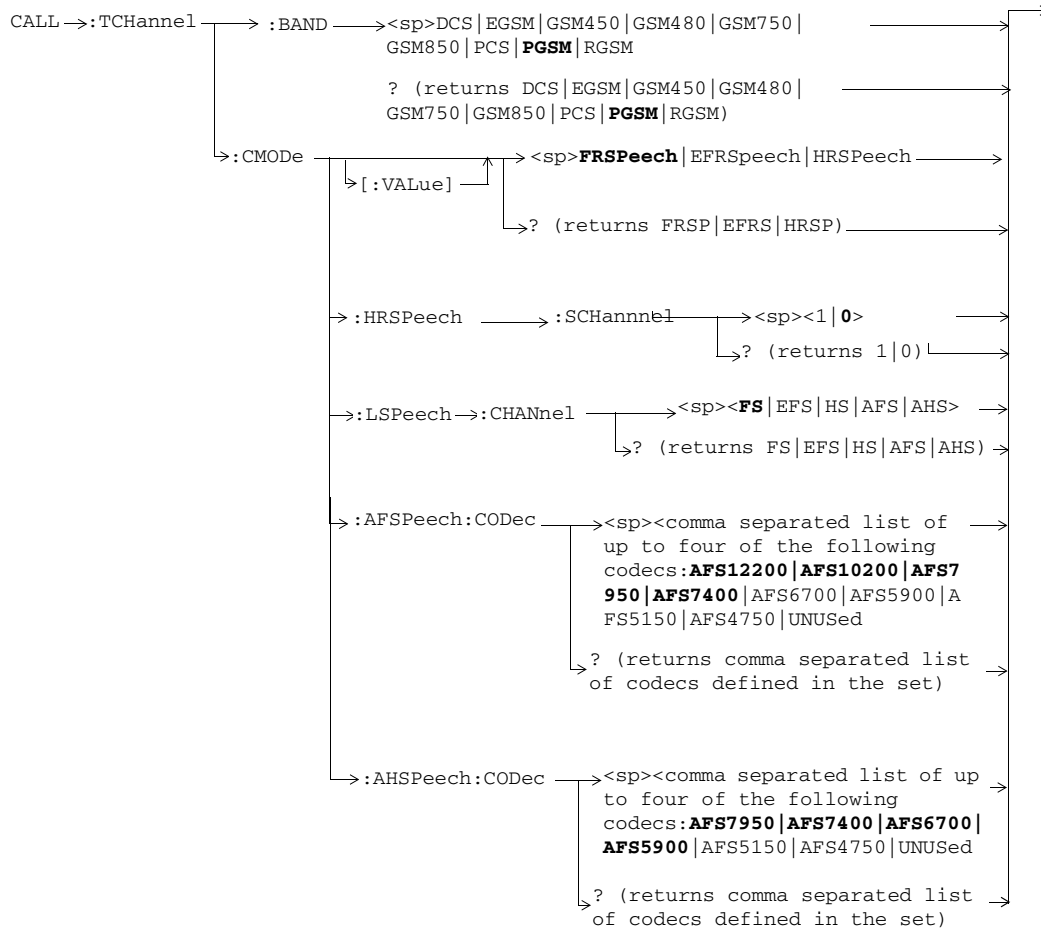 CALL :TCHannel :BAND <sp>DCS|EGSM|GSM450|GSM480|GSM750|
GSM850|PCS|PGSM|RGSM
? (returns DCS|EGSM|GSM450|GSM480|
GSM750|GSM850|PCS|PGSM|RGSM)
:CMODe <sp>FRSPeech|EFRSpeech|HRSPeech
[:VALue]
? (returns FRSP|EFRS|HRSP)
:HRSPeech :SCHannnel <sp><1|0>
? (returns 1|0)
:LSPeech :CHANnel <sp><FS|EFS|HS|AFS|AHS>
? (returns FS|EFS|HS|AFS|AHS)
:AFSPeech:CODec <sp><comma separated list of
up to four of the following
codecs:AFS12200|AFS10200|AFS7
950|AFS7400|AFS6700|AFS5900|A
FS5150|AFS4750|UNUSed
? (returns comma separated list
of codecs defined in the set)
:AHSPeech:CODec <sp><comma separated list of up
to four of the following
codecs:AFS7950|AFS7400|AFS6700|
AFS5900|AFS5150|AFS4750|UNUSed
? (returns comma separated list
of codecs defined in the set)